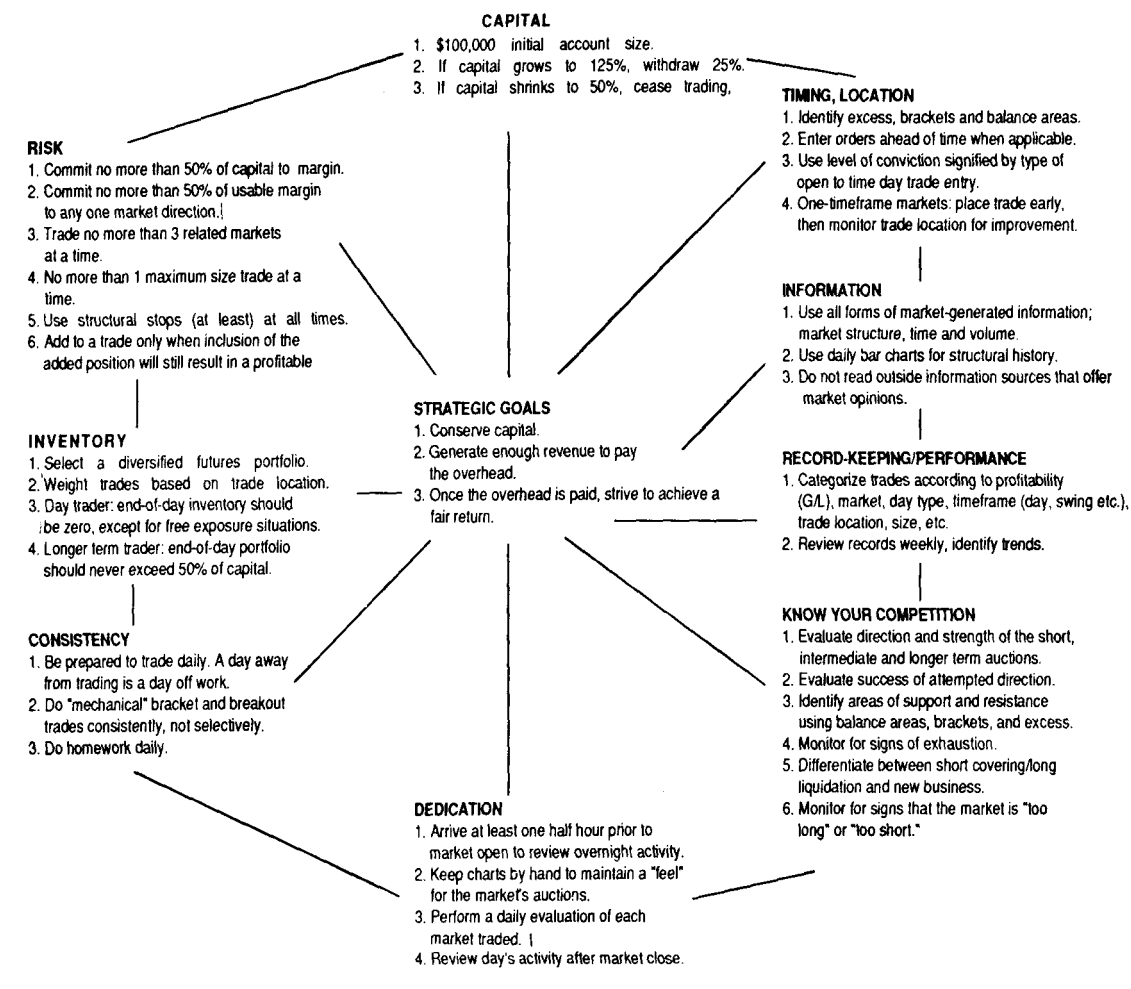 CAPITAL
1. $100,000 initial account size.
2. If capital grows to 125%, withdraw 25%.
3. If capital shrinks to 50%, cease trading,
TIMING, LOCATION
1. Identify excess, brackets and balance areas.
2. Enter orders ahead of time when applicable.
3. Use level of conviction signified by type of
open to time day trade entry.
4. One-timeframe markets: place trade early,
then monitor trade location for improvement.
RISK
1. Commit no more than 50% of capital to margin.
2. Commit no more than 50% of usable margin
to any one market direction.
3. Trade no more than 3 related markets
at a time.
4. No more than 1 maximum size trade at a
time.
5. Use structural stops (at least) at all times.
6. Add to a trade only when inclusion of the
added position will still result in a profitable
INFORMATION
1. Use all forms of market-generated information;
market structure, time and volume.
2. Use daily bar charts for structural history.
3. Do not read outside information sources that offer
market opinions.
STRATEGIC GOALS
1. Conserve capital.
2. Generate enough revenue to pay
the overhead.
3. Once the overhead is paid, strive to achieve a
fair return.
INVENTORY
1. Select a diversified futures portfolio.
2. Weight trades based on trade location.
3. Day trader: end-of-day inventory should
be zero, except for free exposure situations.
4. Longer term trader: end-of-day portfolio
should never exceed 50% of capital.
RECORD-KEEPING/PERFORMANCE
1. Categorize trades according to profitability
(G/L), market, day type, timeframe (day, swing etc.),
trade location, size, etc.
2. Review records weekly, identify trends.
CONSISTENCY
1. Be prepared to trade daily. A day away
from trading is a day off work.
2. Do "mechanical" bracket and breakout
trades consistently, not selectively.
3. Do homework daily.
KNOW YOUR COMPETITION
1. Evaluate direction and strength of the short,
intermediate and longer term auctions.
2. Evaluate success of attempted direction.
3. Identify areas of support and resistance
using balance areas, brackets, and excess.
4. Monitor for signs of exhaustion.
5. Differentiate between short covering/long
liquidation and new business.
6. Monitor for signs that the market is "too
long" or "too short."
DEDICATION
1. Arrive at least one half hour prior to
market open to review overnight activity.
2. Keep charts by hand to maintain a "feel"
for the market's auctions.
3. Perform a daily evaluation of each
market traded.
4. Review day's activity after market close.